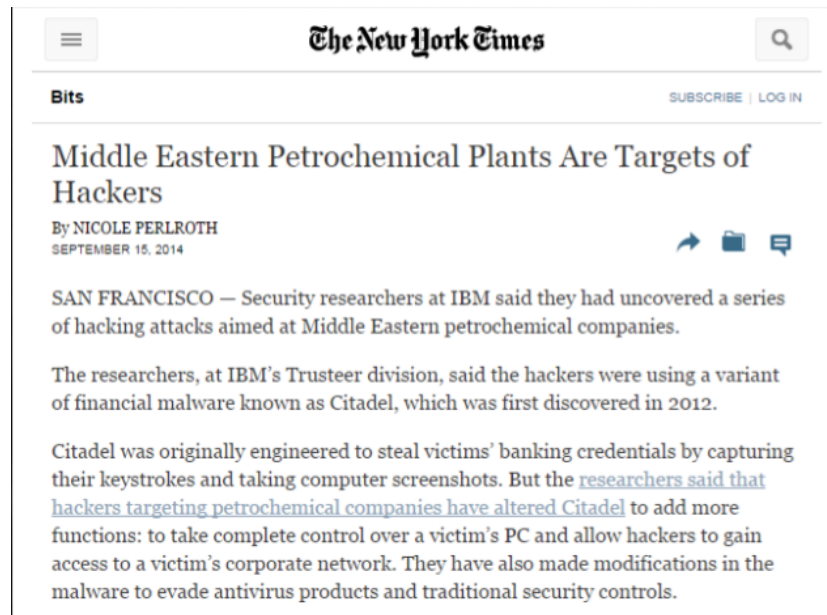 The New York Times
Bits
SUBSCRIBE | LOG IN
Middle Eastern Petrochemical Plants Are Targets of
Hackers
By NICOLE PERLROTH
SEPTEMBER 15, 2014
SAN FRANCISCO — Security researchers at IBM said they had uncovered a series
of hacking attacks aimed at Middle Eastern petrochemical companies.
The researchers, at IBM's Trusteer division, said the hackers were using a variant
of financial malware known as Citadel, which was first discovered in 2012.
Citadel was originally engineered to steal victims' banking credentials by capturing
their keystrokes and taking computer screenshots. But the researchers said that
hackers targeting petrochemical companies have altered Citadel to add more
functions: to take complete control over a victim's PC and allow hackers to gain
access to a victim's corporate network. They have also made modifications in the
malware to evade antivirus products and traditional security controls.